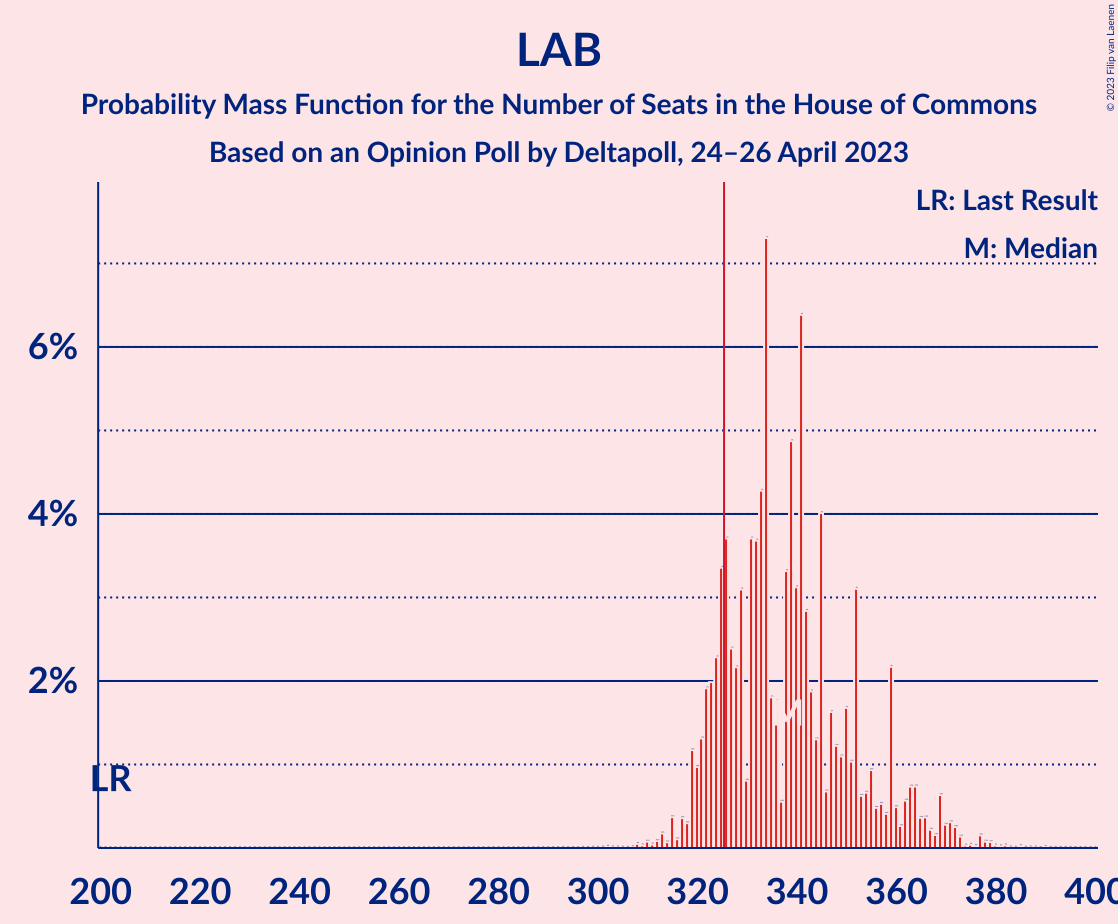 LAB
Probability Mass Function for the Number of Seats in the House of Commons
Based on an Opinion Poll by Deltapoll, 24–26 April 2023
© 2023 Filip van Laenen
LR: Last Result
M: Median
6%
4%
2%
LR
200 220 240 260 280 300 320 340 360 380 400